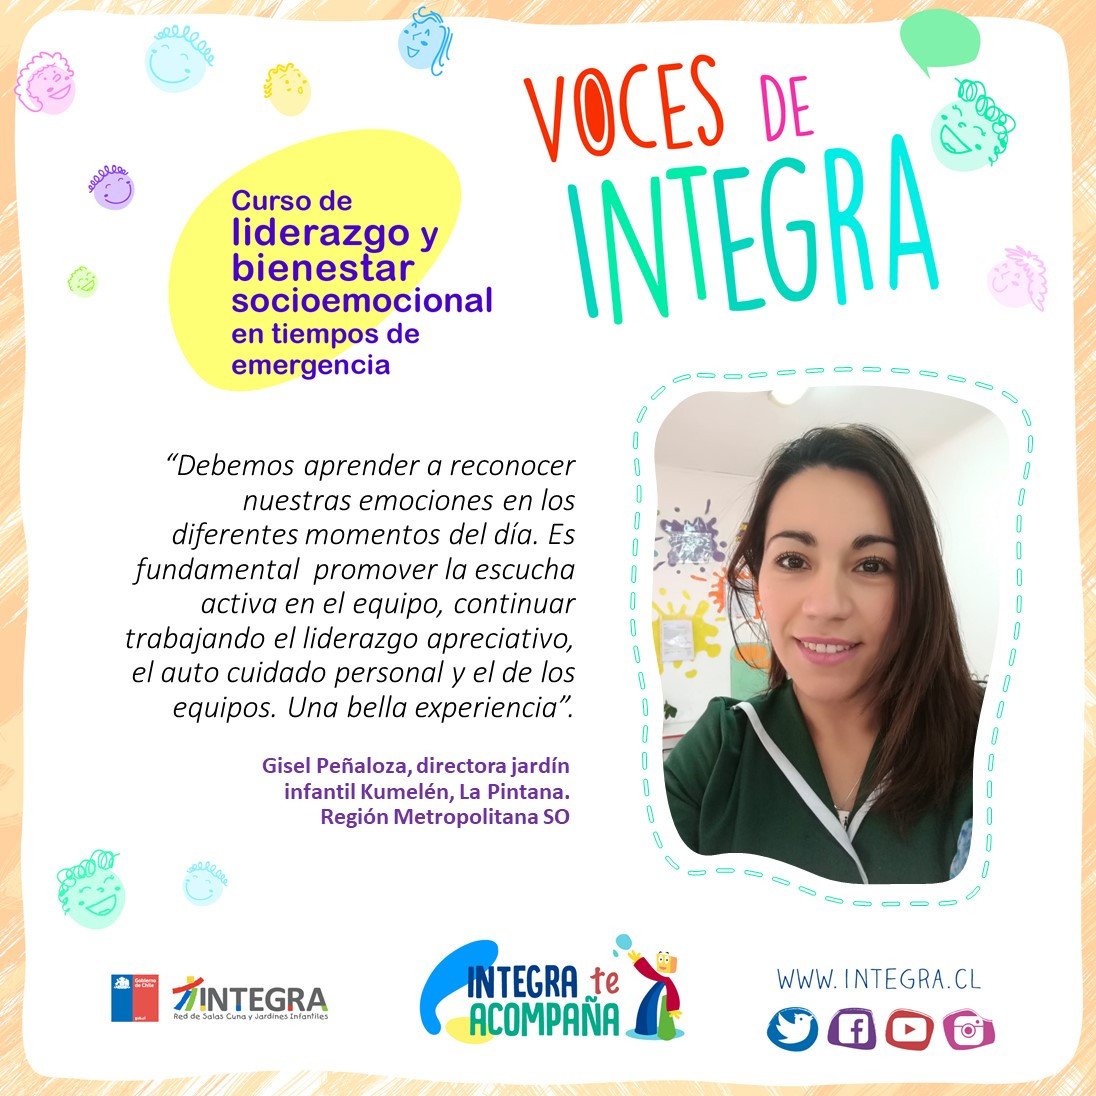 VOCES DE
INTEGRA
Curso de
liderazgo y
bienestar
socioemocional
en tiempos de
emergencia
“Debemos aprender a reconocer
nuestras emociones en los
diferentes momentos del día. Es
fundamental promover la escucha
activa en el equipo, continuar
trabajando el liderazgo apreciativo,
el auto cuidado personal y el de los
equipos. Una bella experiencia”.
Gisel Peñaloza, directora jardín
infantil Kumelén, La Pintana.
Región Metropolitana SO
Gobierno
de Chile
gob.cl
INTEGRA
Red de Salas Cuna y Jardines Infantiles
INTEGRA te
ACOMPAÑA
WWW.INTEGRA.CL